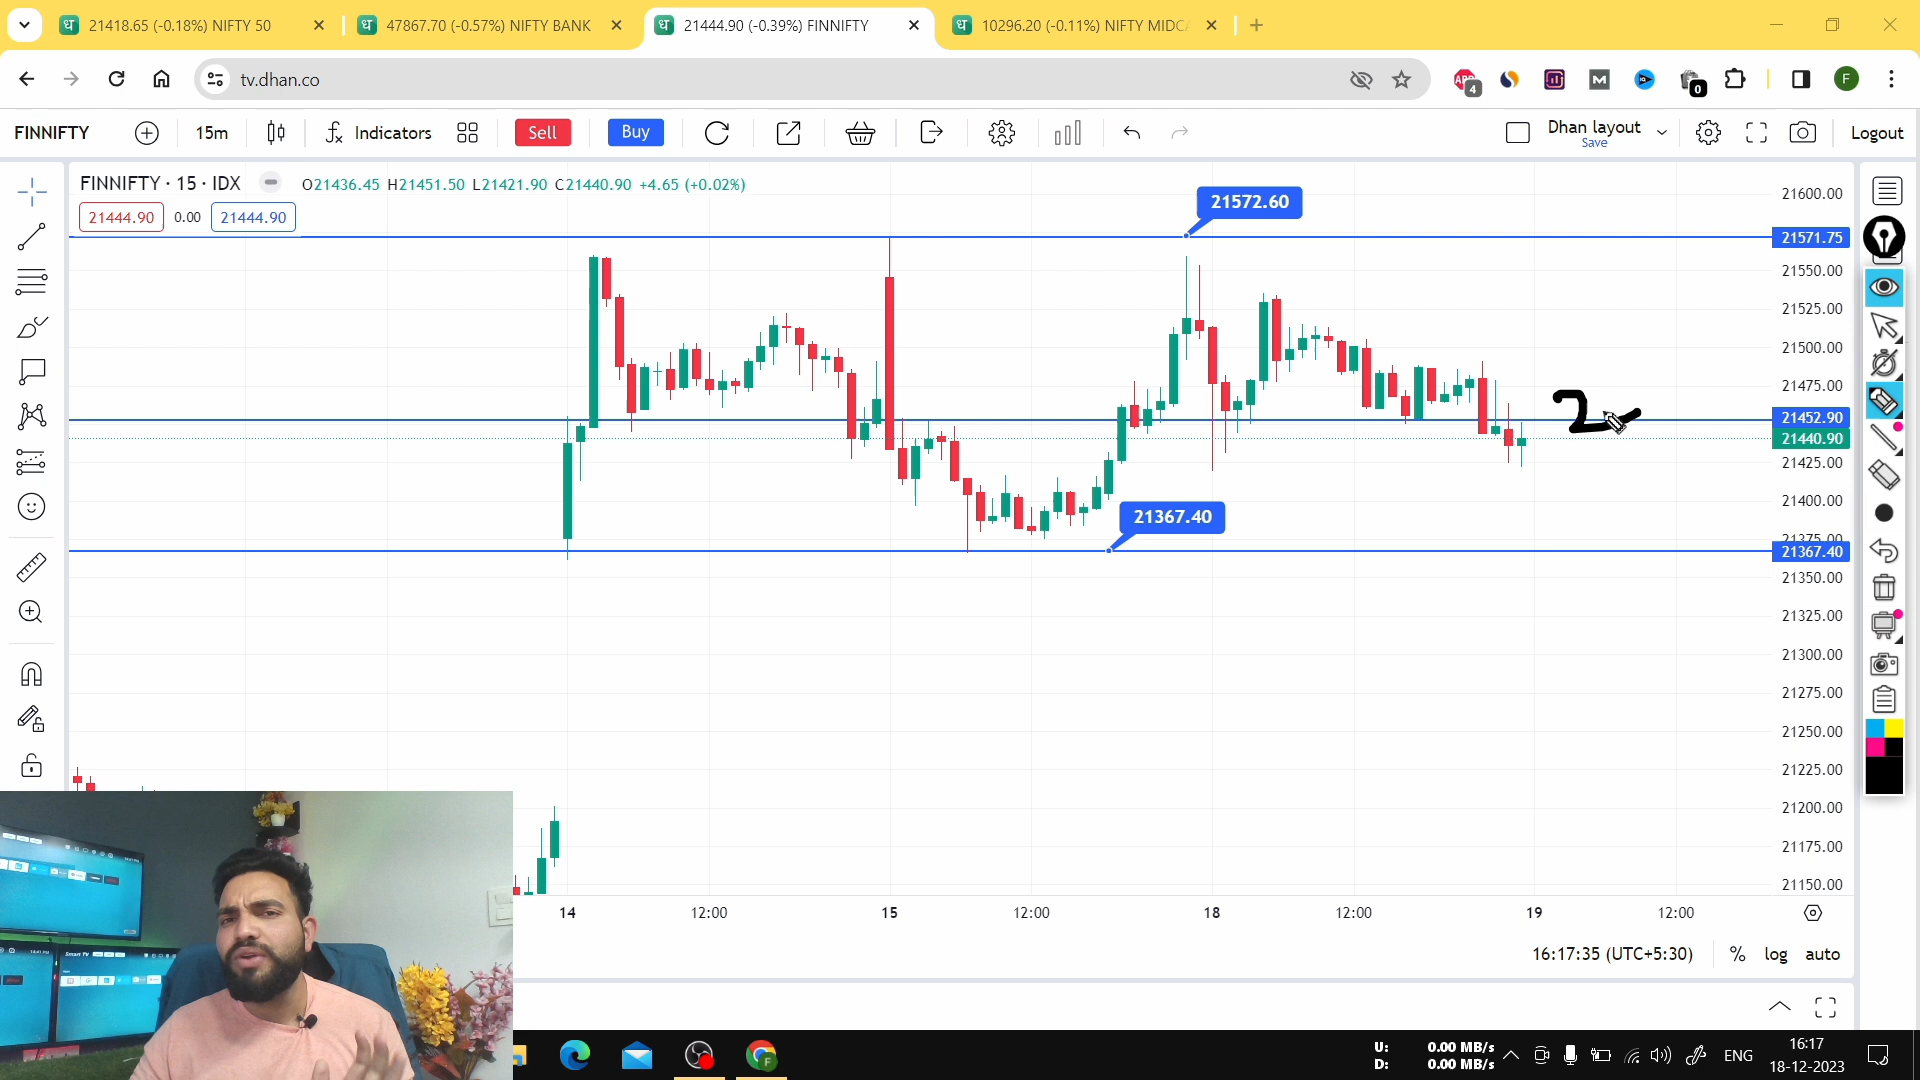 21418.65 (-0.18%) NIFTY 50
47867.70 (-0.57%) NIFTY BANK
21444.90 (-0.39%) FINNIFTY
10296.20 (-0.11%) NIFTY MIDC
tv.dhan.co
4
0
F
FINNIFTY
15m
Indicators
Sell
Buy
Dhan layout
Save
Logout
FINNIFTY · 15 · IDX
O21436.45 H21451.50 L21421.90 C21440.90 +4.65 (+0.02%)
21444.90 0.00 21444.90
21572.60
21367.40
2
21600.00
21571.75
21550.00
21525.00
21500.00
21475.00
21452.90
21440.90
21425.00
21400.00
21375.00
21367.40
21350.00
21325.00
21300.00
21275.00
21250.00
21225.00
21200.00
21175.00
21150.00
14 12:00 15 12:00 18 12:00 19 12:00
16:17:35 (UTC+5:30) % log auto
U: 0.00 MB/s
D: 0.00 MB/s
ENG
16:17
18-12-2023